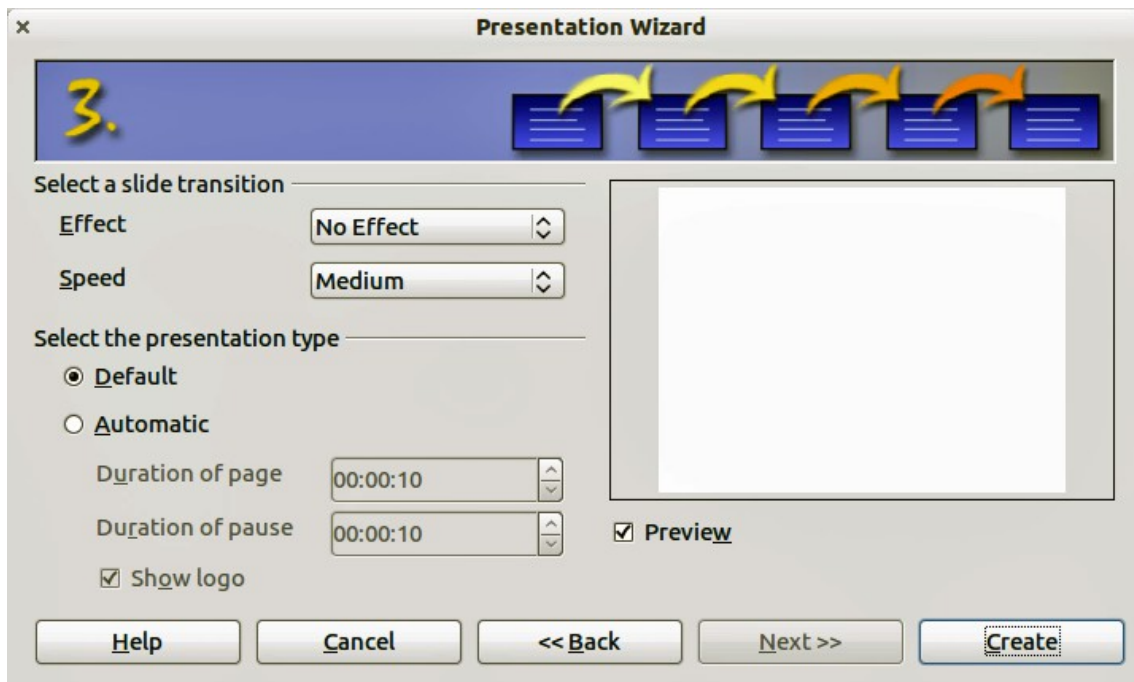 Presentation Wizard
3.
Select a slide transition
Effect No Effect
Speed Medium
Select the presentation type
Default
Automatic
Duration of page 00:00:10
Duration of pause 00:00:10
Show logo
Preview
Help Cancel << Back Next >> Create